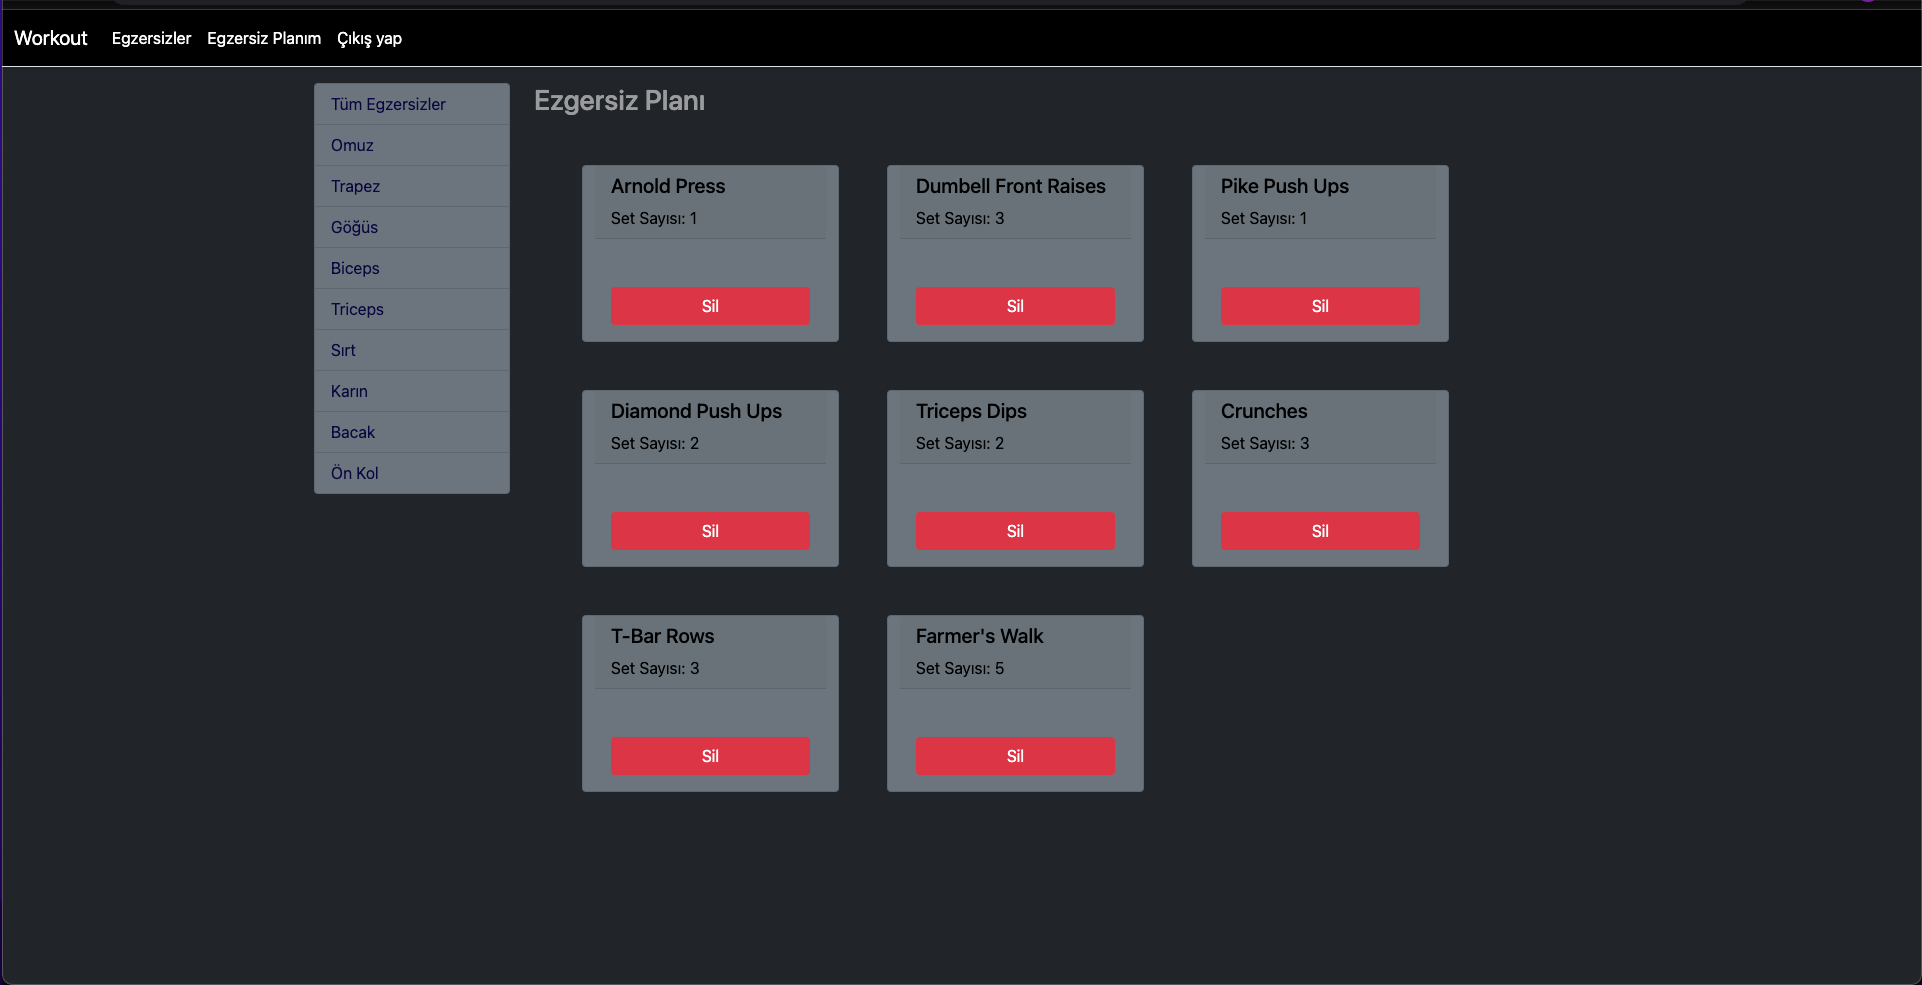 Workout Egzersizler Egzersiz Planım Çıkış yap
Tüm Egzersizler
Omuz
Trapez
Göğüs
Biceps
Triceps
Sırt
Karın
Bacak
Ön Kol
Ezgersiz Planı
Arnold Press
Set Sayısı: 1
Sil
Dumbell Front Raises
Set Sayısı: 3
Sil
Pike Push Ups
Set Sayısı: 1
Sil
Diamond Push Ups
Set Sayısı: 2
Sil
Triceps Dips
Set Sayısı: 2
Sil
Crunches
Set Sayısı: 3
Sil
T-Bar Rows
Set Sayısı: 3
Sil
Farmer's Walk
Set Sayısı: 5
Sil